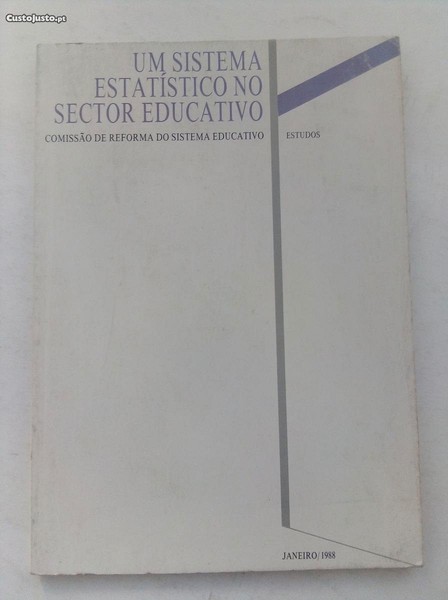 CustoJusto.pt
UM SISTEMA
ESTATÍSTICO NO
SECTOR EDUCATIVO
COMISSÃO DE REFORMA DO SISTEMA EDUCATIVO
ESTUDOS
JANEIRO/1988